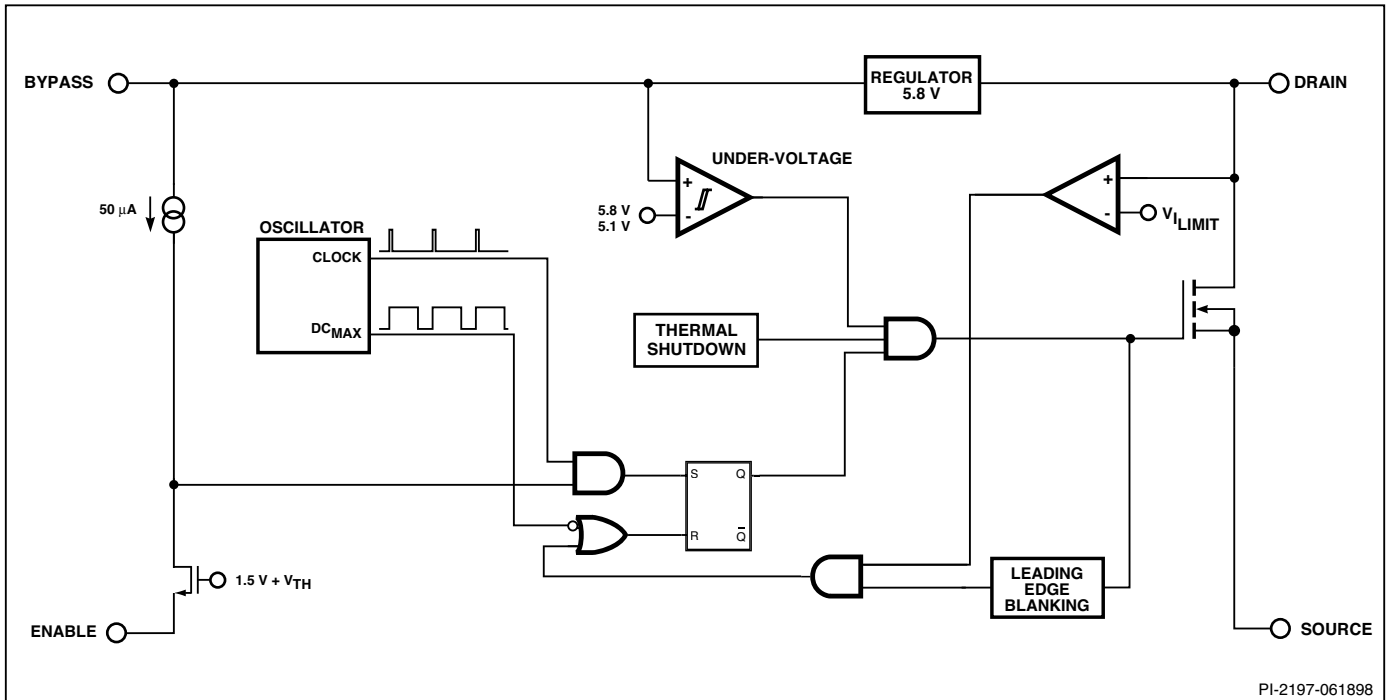 BYPASS
REGULATOR
5.8 V
DRAIN
UNDER-VOLTAGE
+
-
5.8 V
5.1 V
+
-
VILIMIT
50 µA
OSCILLATOR
CLOCK
DCMAX
THERMAL
SHUTDOWN
S
Q
R
Q̄
1.5 V + VTH
LEADING
EDGE
BLANKING
ENABLE
SOURCE
PI-2197-061898